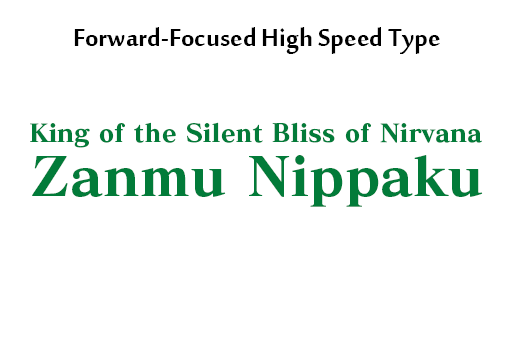 Forward-Focused High Speed Type
King of the Silent Bliss of Nirvana
Zanmu Nippaku